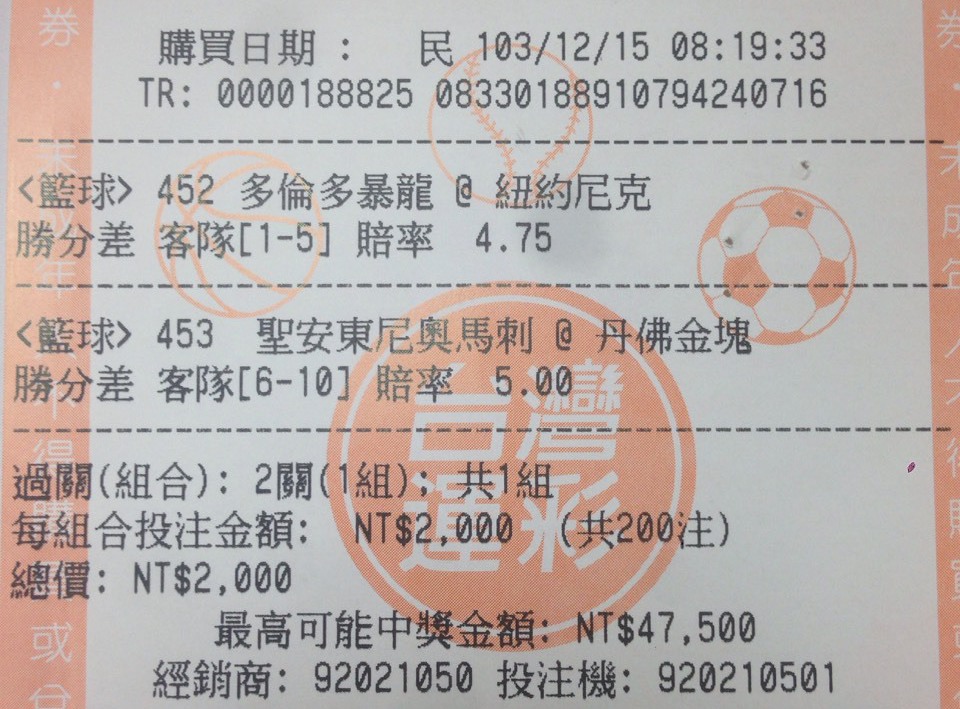 購買日期： 民 103/12/15 08:19:33
TR: 0000188825 08330188910794240716
<籃球> 452 多倫多暴龍 @ 紐約尼克
勝分差 客隊[1-5] 賠率 4.75
<籃球> 453 聖安東尼奧馬刺 @ 丹佛金塊
勝分差 客隊[6-10] 賠率 5.00
台灣
運彩
過關(組合): 2關(1組); 共1組
每組合投注金額: NT$2,000 (共200注)
總價: NT$2,000
最高可能中獎金額: NT$47,500
經銷商: 92021050 投注機: 920210501